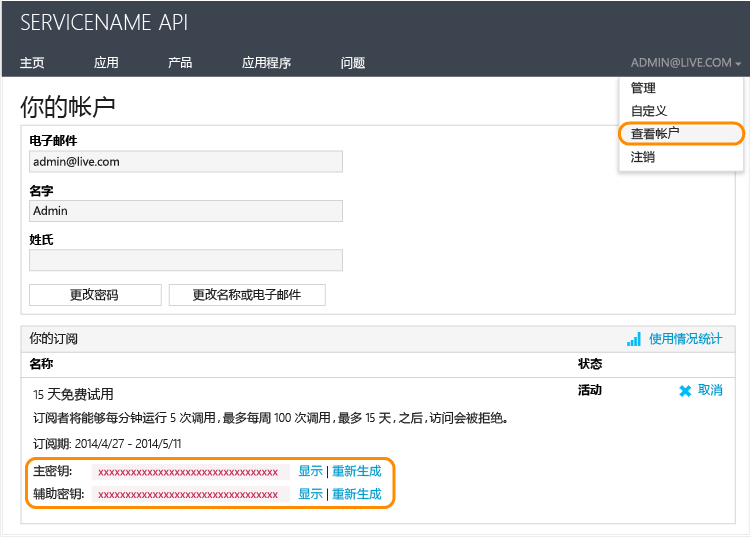 SERVICENAME API
主页 应用 产品 应用程序 问题 ADMIN@LIVE.COM
管理
自定义
查看帐户
注销
你的帐户
电子邮件
admin@live.com
名字
Admin
姓氏
更改密码 更改名称或电子邮件
你的订阅 使用情况统计
名称 状态
15 天免费试用 活动 取消
订阅者将能够每分钟运行 5 次调用，最多每周 100 次调用，最多 15 天，之后，访问会被拒绝。
订阅期: 2014/4/27 - 2014/5/11
主密钥: xxxxxxxxxxxxxxxxxxxxxxxxxxxxxxxx 显示 | 重新生成
辅助密钥: xxxxxxxxxxxxxxxxxxxxxxxxxxxxxxxx 显示 | 重新生成